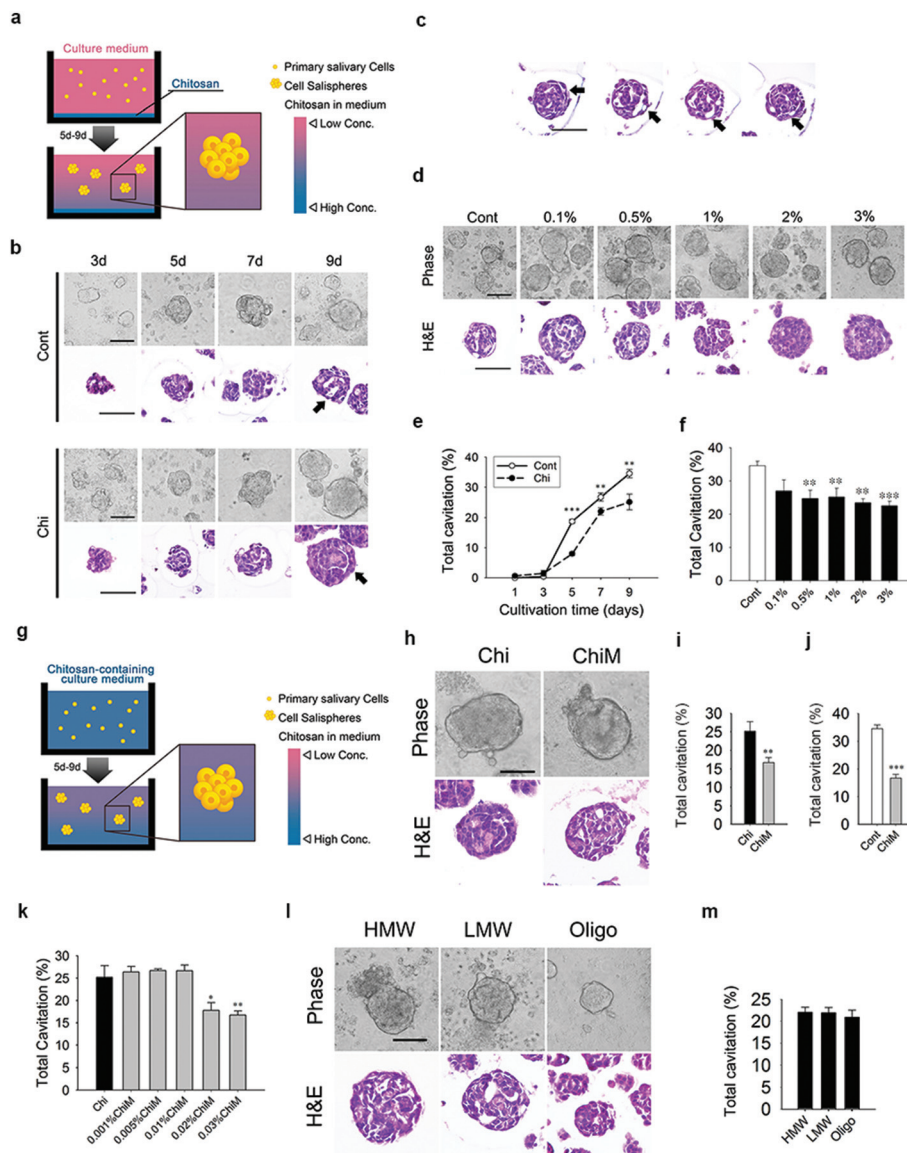 a
Culture medium
Chitosan
5d-9d
Primary salivary Cells
Cell Salispheres
Chitosan in medium
Low Conc.
High Conc.
b
3d 5d 7d 9d
Cont
Chi
c
d
Cont 0.1% 0.5% 1% 2% 3%
Phase
H&E
e
Total cavitation (%)
40
30
20
10
0
Cont
Chi
***
**
**
1 3 5 7 9
Cultivation time (days)
f
Total Cavitation (%)
50
40
30
20
10
0
** ** ** ***
Cont 0.1% 0.5% 1% 2% 3%
g
Chitosan-containing
culture medium
5d-9d
Primary salivary Cells
Cell Salispheres
Chitosan in medium
Low Conc.
High Conc.
h
Chi ChiM
Phase
H&E
i
Total cavitation (%)
30
25
20
15
10
5
0
**
Chi ChiM
j
Total cavitation (%)
40
30
20
10
0
***
Cont ChiM
k
Total Cavitation (%)
30
25
20
15
10
5
0
* **
Chi 0.001%ChiM 0.005%ChiM 0.01%ChiM 0.02%ChiM 0.03%ChiM
l
HMW LMW Oligo
Phase
H&E
m
Total cavitation (%)
25
20
15
10
5
0
HMW LMW Oligo